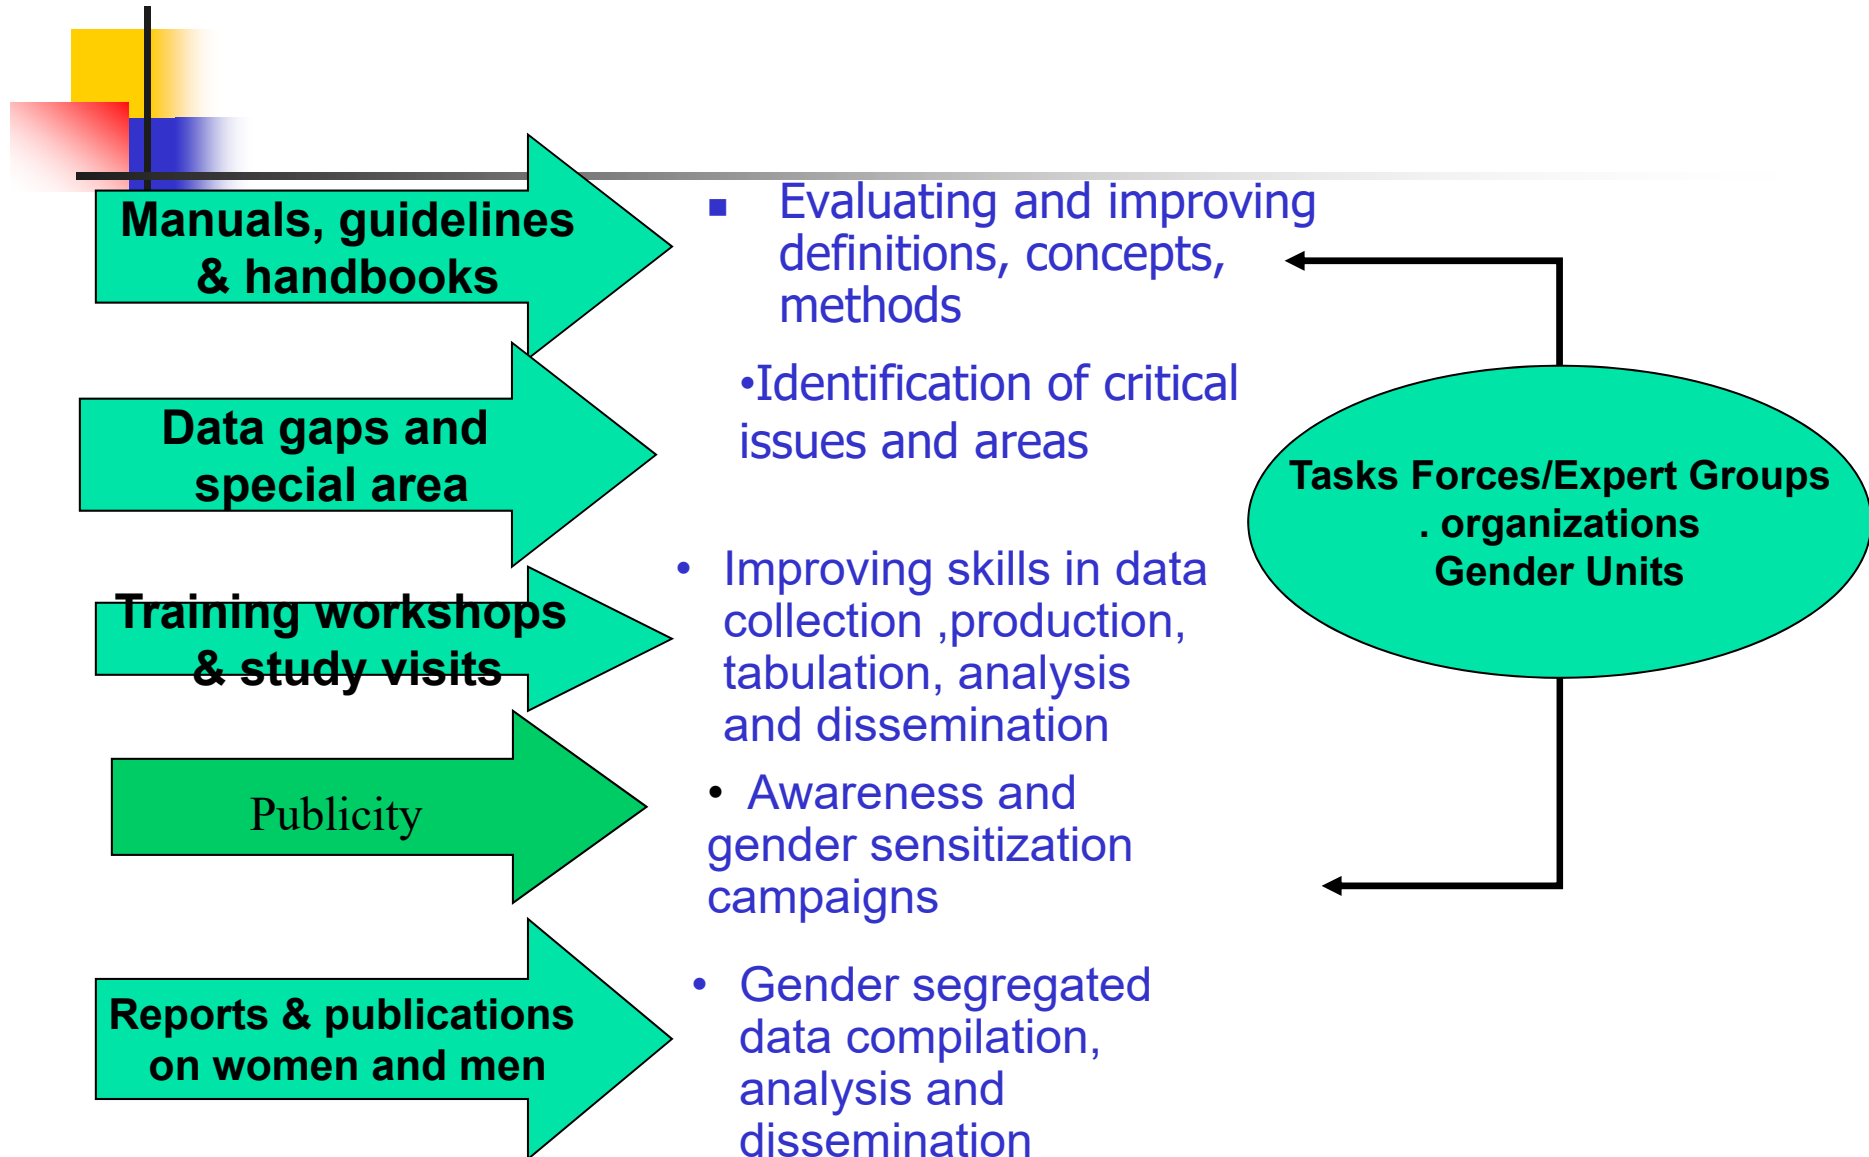 Manuals, guidelines
& handbooks
■ Evaluating and improving
definitions, concepts,
methods
Data gaps and
special area
•Identification of critical
issues and areas
Training workshops
& study visits
• Improving skills in data
collection ,production,
tabulation, analysis
and dissemination
Publicity
• Awareness and
gender sensitization
campaigns
Reports & publications
on women and men
• Gender segregated
data compilation,
analysis and
dissemination
Tasks Forces/Expert Groups
. organizations
Gender Units